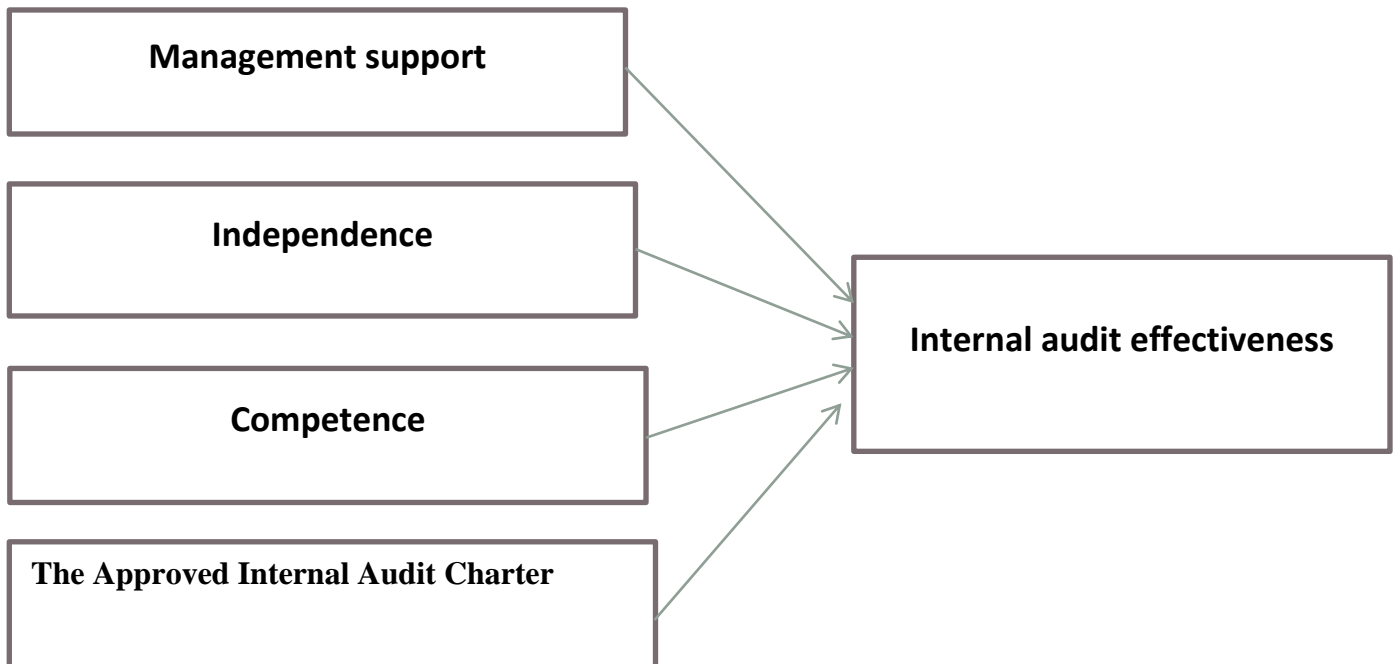 Management support
Independence
Internal audit effectiveness
Competence
The Approved Internal Audit Charter